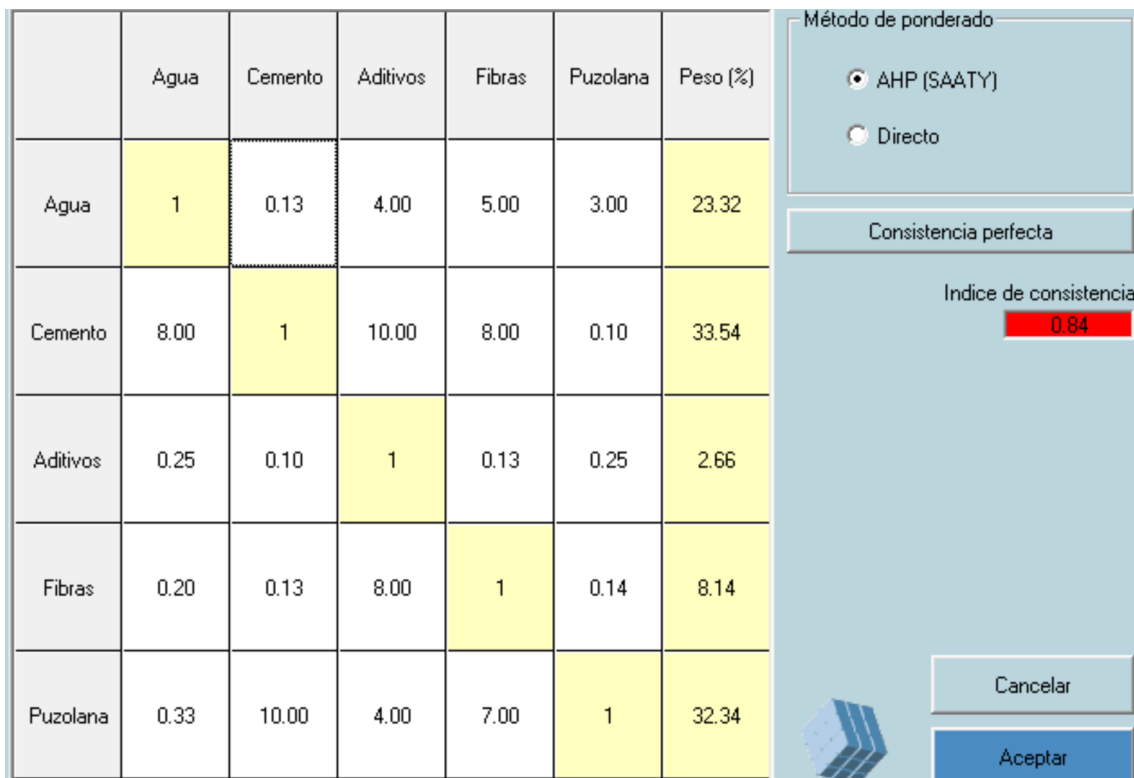 Agua Cemento Aditivos Fibras Puzolana Peso (%)
Agua 1 0.13 4.00 5.00 3.00 23.32
Cemento 8.00 1 10.00 8.00 0.10 33.54
Aditivos 0.25 0.10 1 0.13 0.25 2.66
Fibras 0.20 0.13 8.00 1 0.14 8.14
Puzolana 0.33 10.00 4.00 7.00 1 32.34
Método de ponderado
AHP (SAATY)
Directo
Consistencia perfecta
Indice de consistencia
0.84
Cancelar
Aceptar